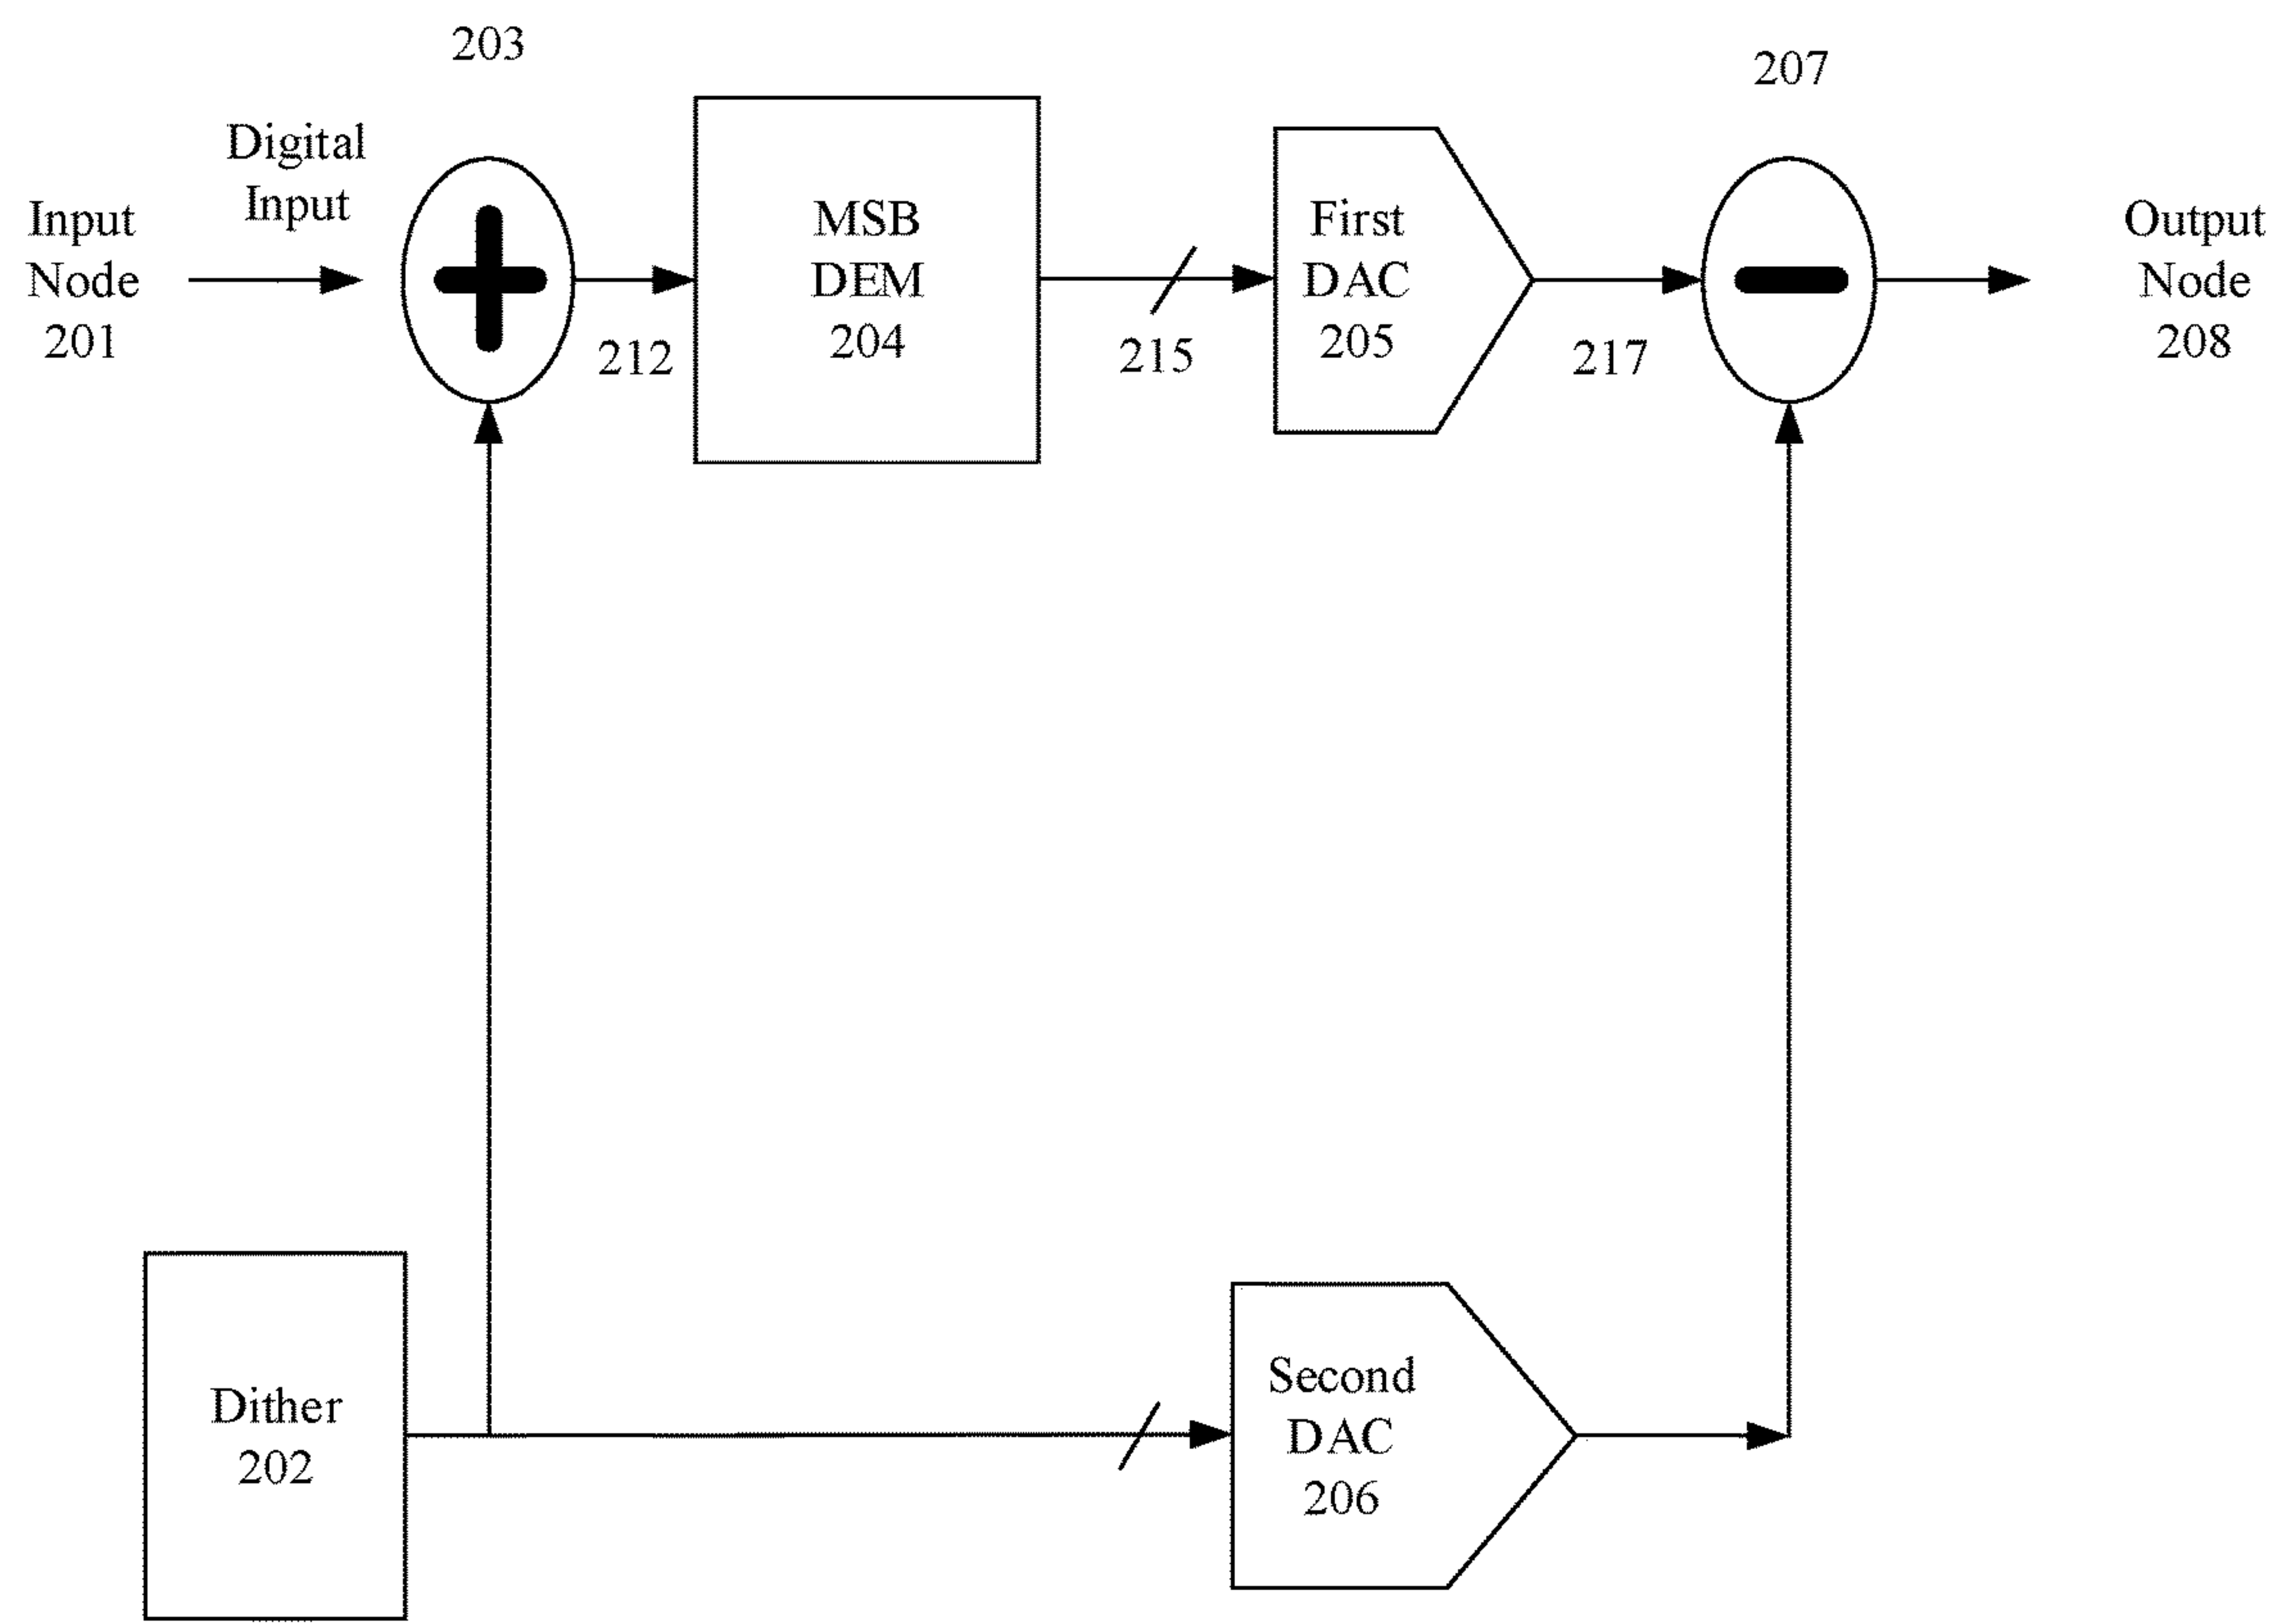 203
207
Digital
Input
Input
Node
201
212
MSB
DEM
204
215
First
DAC
205
217
Output
Node
208
Dither
202
Second
DAC
206